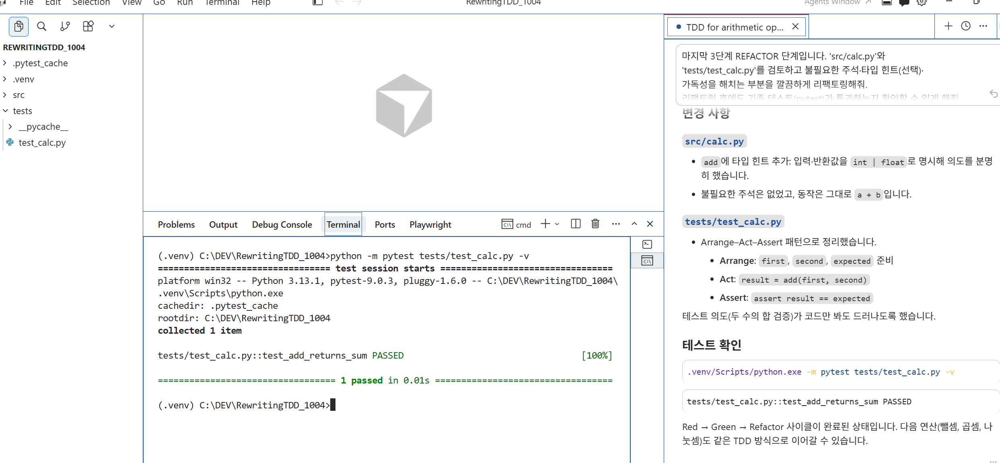 File Edit Selection View Go Run Terminal Help
RewritingTDD_1004
Agents Window
REWRITINGTDD_1004
.pytest_cache
.venv
src
tests
__pycache__
test_calc.py
Problems Output Debug Console Terminal Ports Playwright
cmd
(.venv) C:\DEV\RewritingTDD_1004>python -m pytest tests/test_calc.py -v
================================= test session starts =================================
platform win32 -- Python 3.13.1, pytest-9.0.3, pluggy-1.6.0 -- C:\DEV\RewritingTDD_1004\
.venv\Scripts\python.exe
cachedir: .pytest_cache
rootdir: C:\DEV\RewritingTDD_1004
collected 1 item
tests/test_calc.py::test_add_returns_sum PASSED [100%]
================================== 1 passed in 0.01s ==================================
(.venv) C:\DEV\RewritingTDD_1004>
TDD for arithmetic op...
마지막 3단계 REFACTOR 단계입니다. 'src/calc.py'와
'tests/test_calc.py'를 검토하고 불필요한 주석·타입 힌트(선택)·
가독성을 해치는 부분을 깔끔하게 리팩토링해줘.
리팩토링 후에도 기존 테스트(pytest)가 통과하는지 확인할 수 있게 해줘
변경 사항
src/calc.py
• add에 타입 힌트 추가: 입력·반환값을 int | float로 명시해 의도를 분명
히 했습니다.
• 불필요한 주석은 없었고, 동작은 그대로 a + b입니다.
tests/test_calc.py
• Arrange–Act–Assert 패턴으로 정리했습니다.
• Arrange: first, second, expected 준비
• Act: result = add(first, second)
• Assert: assert result == expected
테스트 의도(두 수의 합 검증)가 코드만 봐도 드러나도록 했습니다.
테스트 확인
.venv/Scripts/python.exe -m pytest tests/test_calc.py -v
tests/test_calc.py::test_add_returns_sum PASSED
Red → Green → Refactor 사이클이 완료된 상태입니다. 다음 연산(뺄셈, 곱셈, 나
눗셈)도 같은 TDD 방식으로 이어갈 수 있습니다.